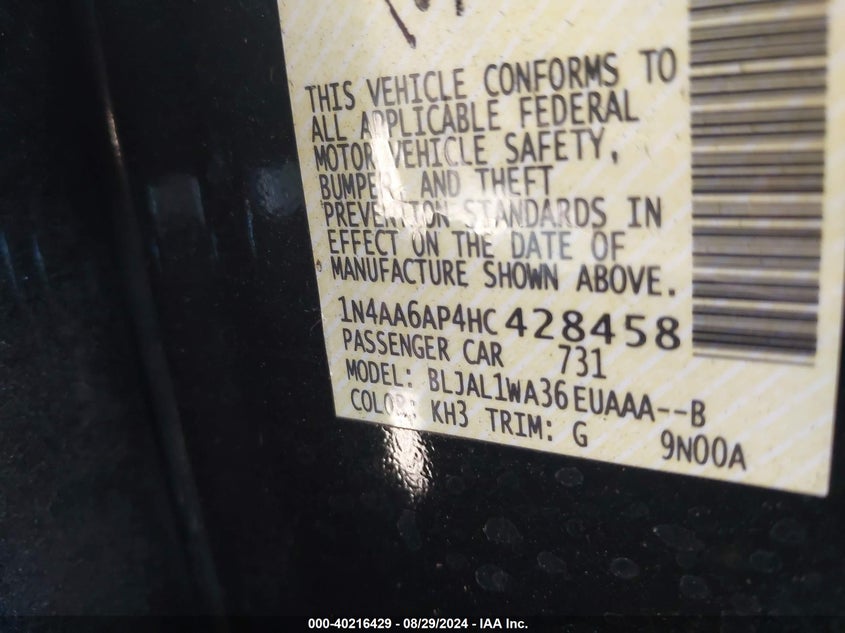 THIS VEHICLE CONFORMS TO
ALL APPLICABLE FEDERAL
MOTOR VEHICLE SAFETY,
BUMPER, AND THEFT
PREVENTION STANDARDS IN
EFFECT ON THE DATE OF
MANUFACTURE SHOWN ABOVE.
1N4AA6AP4HC428458
PASSENGER CAR 731
MODEL: BLJAL1WA36EUAAA--B
COLOR: KH3 TRIM: G 9N00A
000-40216429 - 08/29/2024 - IAA Inc.